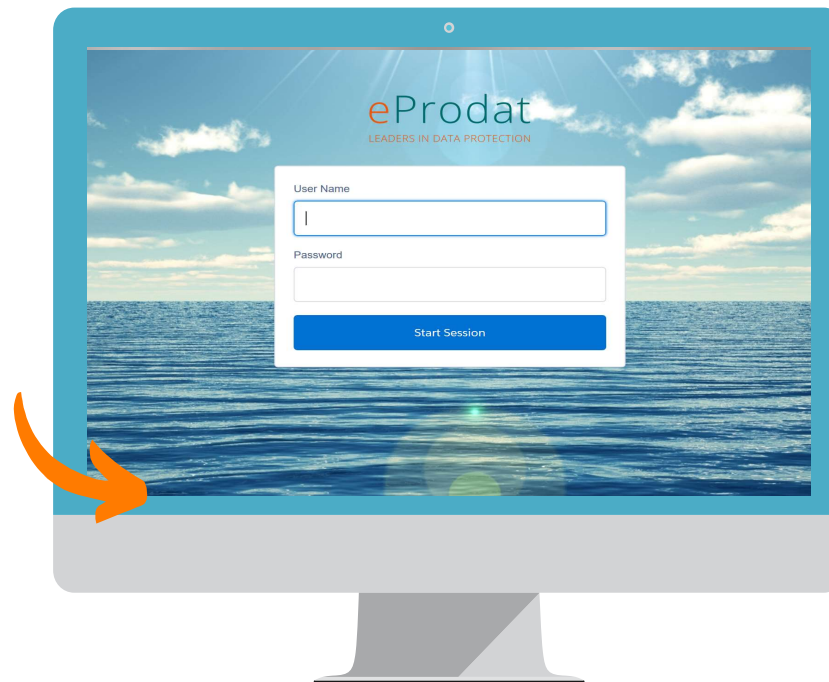 eProdat
LEADERS IN DATA PROTECTION
User Name
Password
Start Session